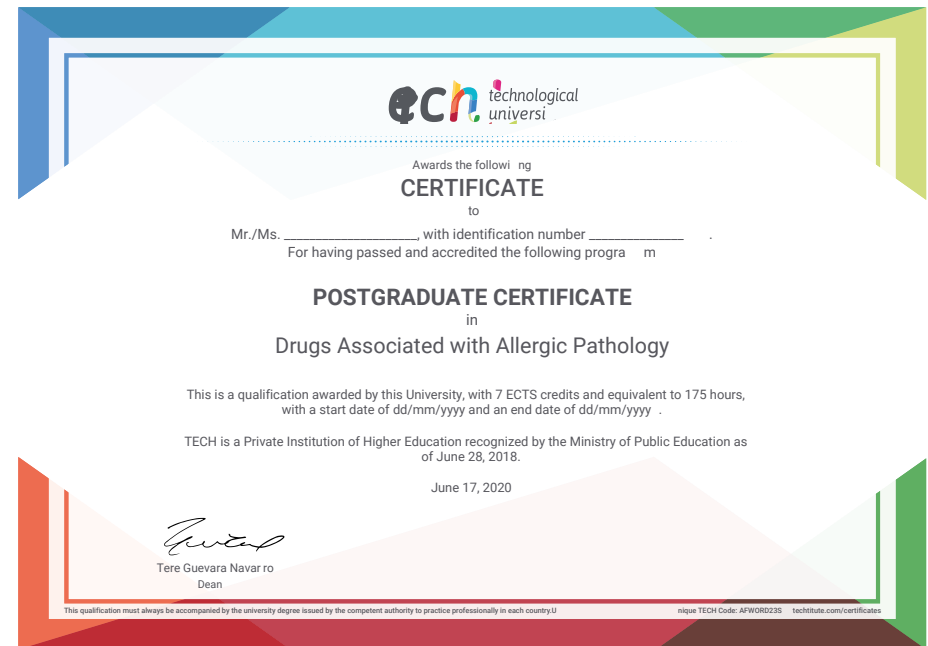 technological
universi
Awards the followi ng
CERTIFICATE
to
Mr./Ms. ____________________, with identification number ______________ .
For having passed and accredited the following progra m
POSTGRADUATE CERTIFICATE
in
Drugs Associated with Allergic Pathology
This is a qualification awarded by this University, with 7 ECTS credits and equivalent to 175 hours,
with a start date of dd/mm/yyyy and an end date of dd/mm/yyyy .
TECH is a Private Institution of Higher Education recognized by the Ministry of Public Education as
of June 28, 2018.
June 17, 2020
Tere Guevara Navar ro
Dean
This qualification must always be accompanied by the university degree issued by the competent authority to practice professionally in each country.U nique TECH Code: AFWORD23S techtitute.com/certificates